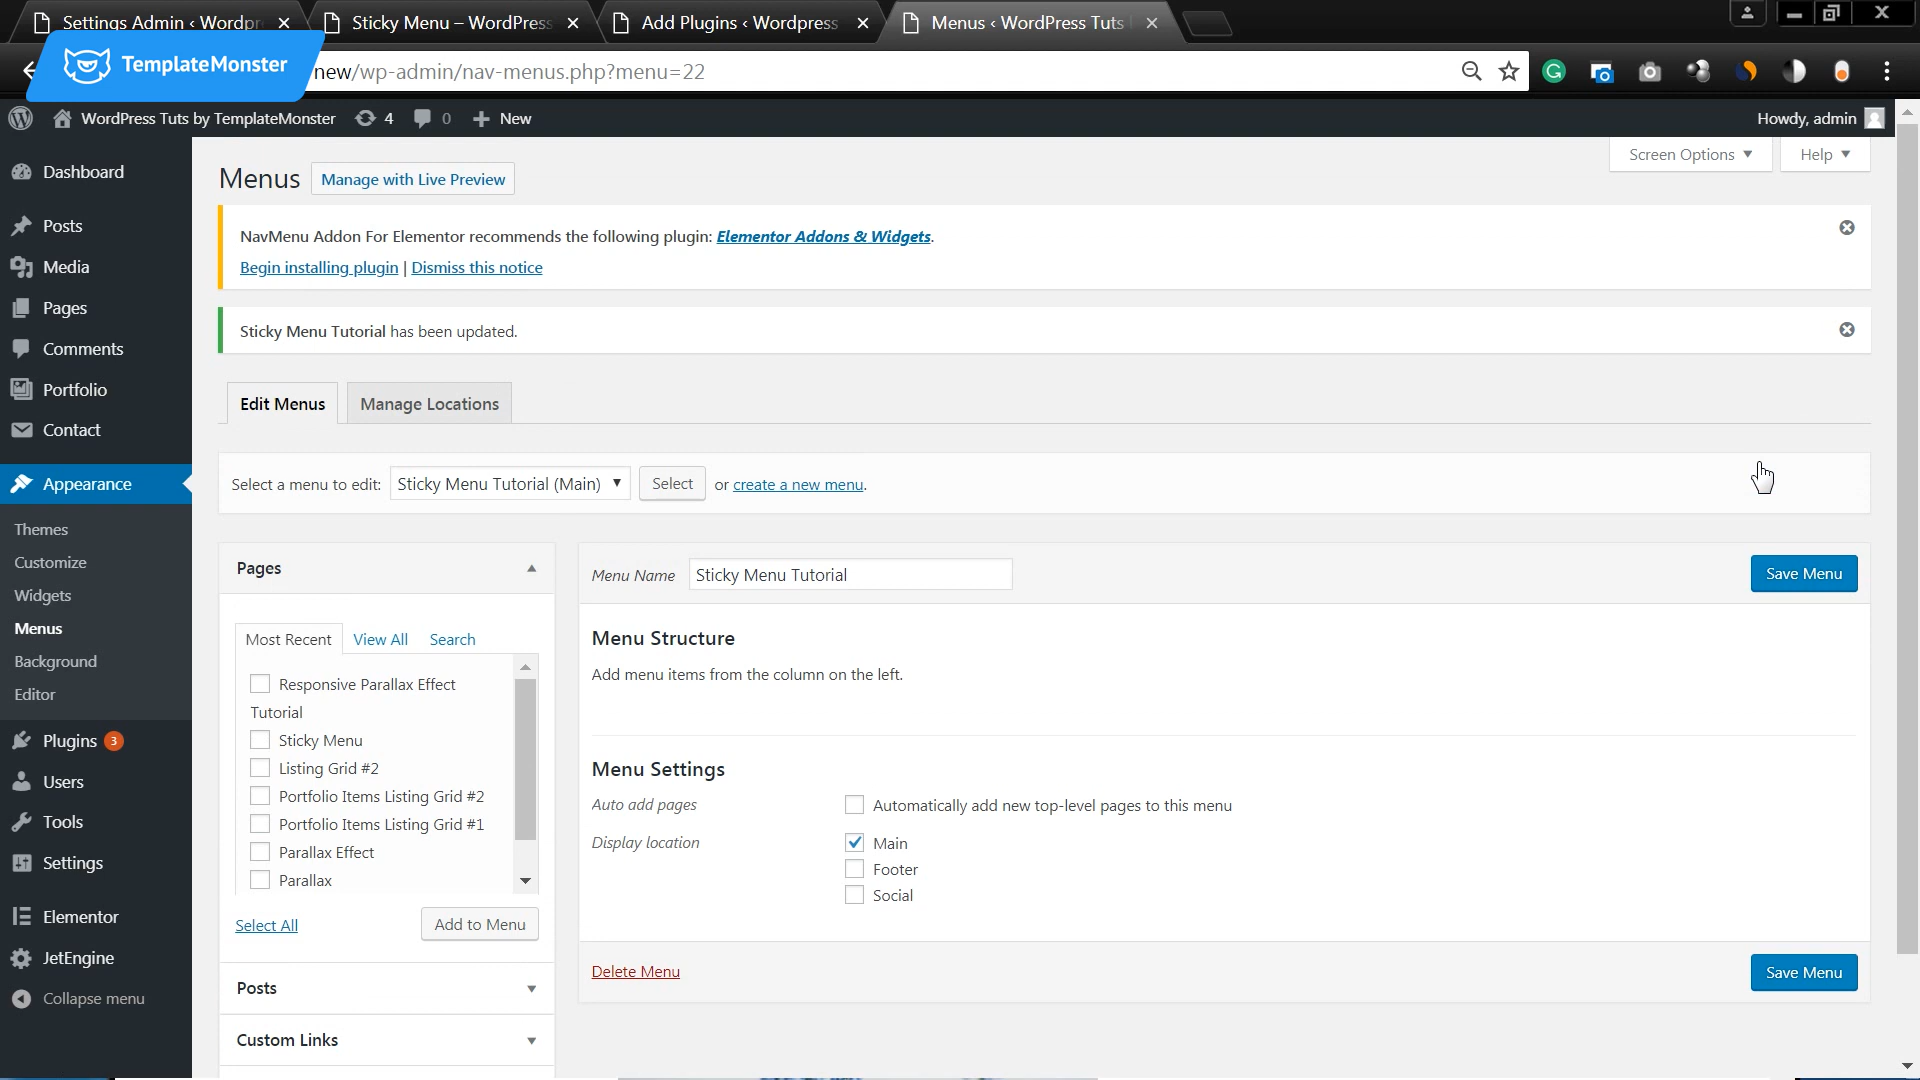 Settings Admin ‹ Wordpr
Sticky Menu – WordPress
Add Plugins ‹ Wordpress
Menus ‹ WordPress Tuts
TemplateMonster
new/wp-admin/nav-menus.php?menu=22
WordPress Tuts by TemplateMonster
4
0
New
Howdy, admin
Dashboard
Posts
Media
Pages
Comments
Portfolio
Contact
Appearance
Themes
Customize
Widgets
Menus
Background
Editor
Plugins 3
Users
Tools
Settings
Elementor
JetEngine
Collapse menu
Screen Options
Help
Menus
Manage with Live Preview
NavMenu Addon For Elementor recommends the following plugin: Elementor Addons & Widgets.
Begin installing plugin | Dismiss this notice
Sticky Menu Tutorial has been updated.
Edit Menus
Manage Locations
Select a menu to edit: Sticky Menu Tutorial (Main) Select or create a new menu.
Pages
Most Recent
View All
Search
Responsive Parallax Effect
Tutorial
Sticky Menu
Listing Grid #2
Portfolio Items Listing Grid #2
Portfolio Items Listing Grid #1
Parallax Effect
Parallax
Select All
Add to Menu
Posts
Custom Links
Menu Name Sticky Menu Tutorial
Save Menu
Menu Structure
Add menu items from the column on the left.
Menu Settings
Auto add pages
Automatically add new top-level pages to this menu
Display location
Main
Footer
Social
Delete Menu
Save Menu